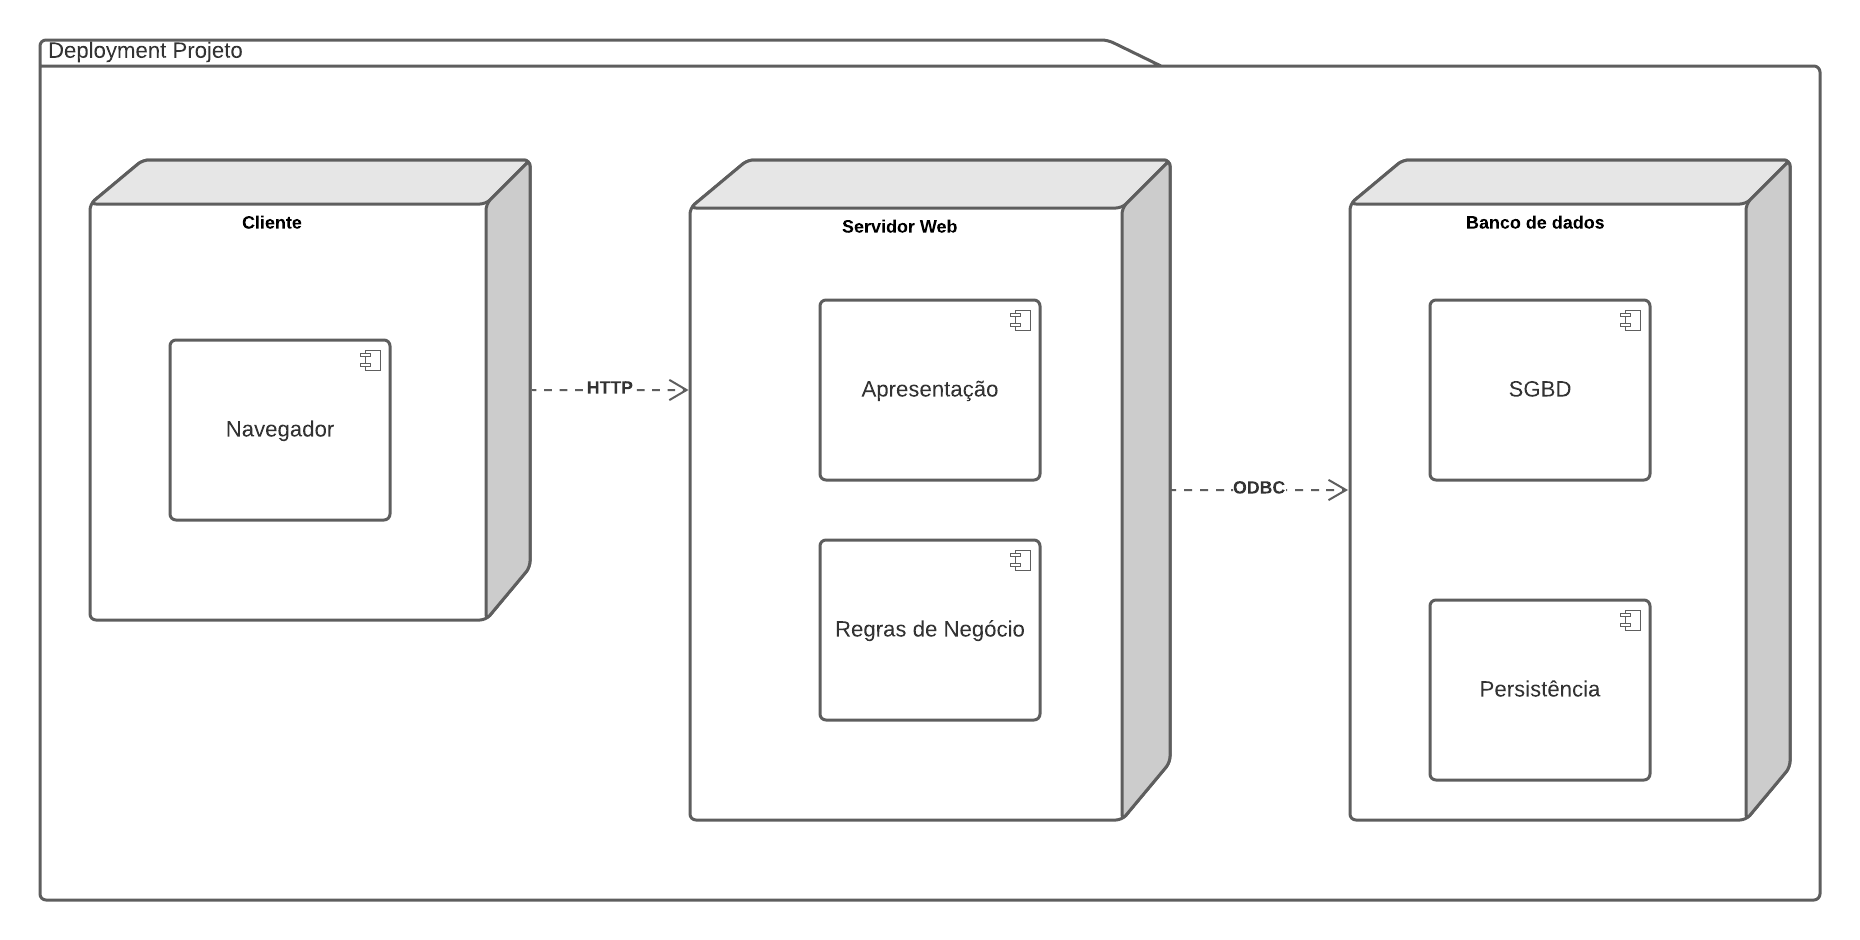 Deployment Projeto
Cliente
Navegador
HTTP
Servidor Web
Apresentação
Regras de Negócio
ODBC
Banco de dados
SGBD
Persistência